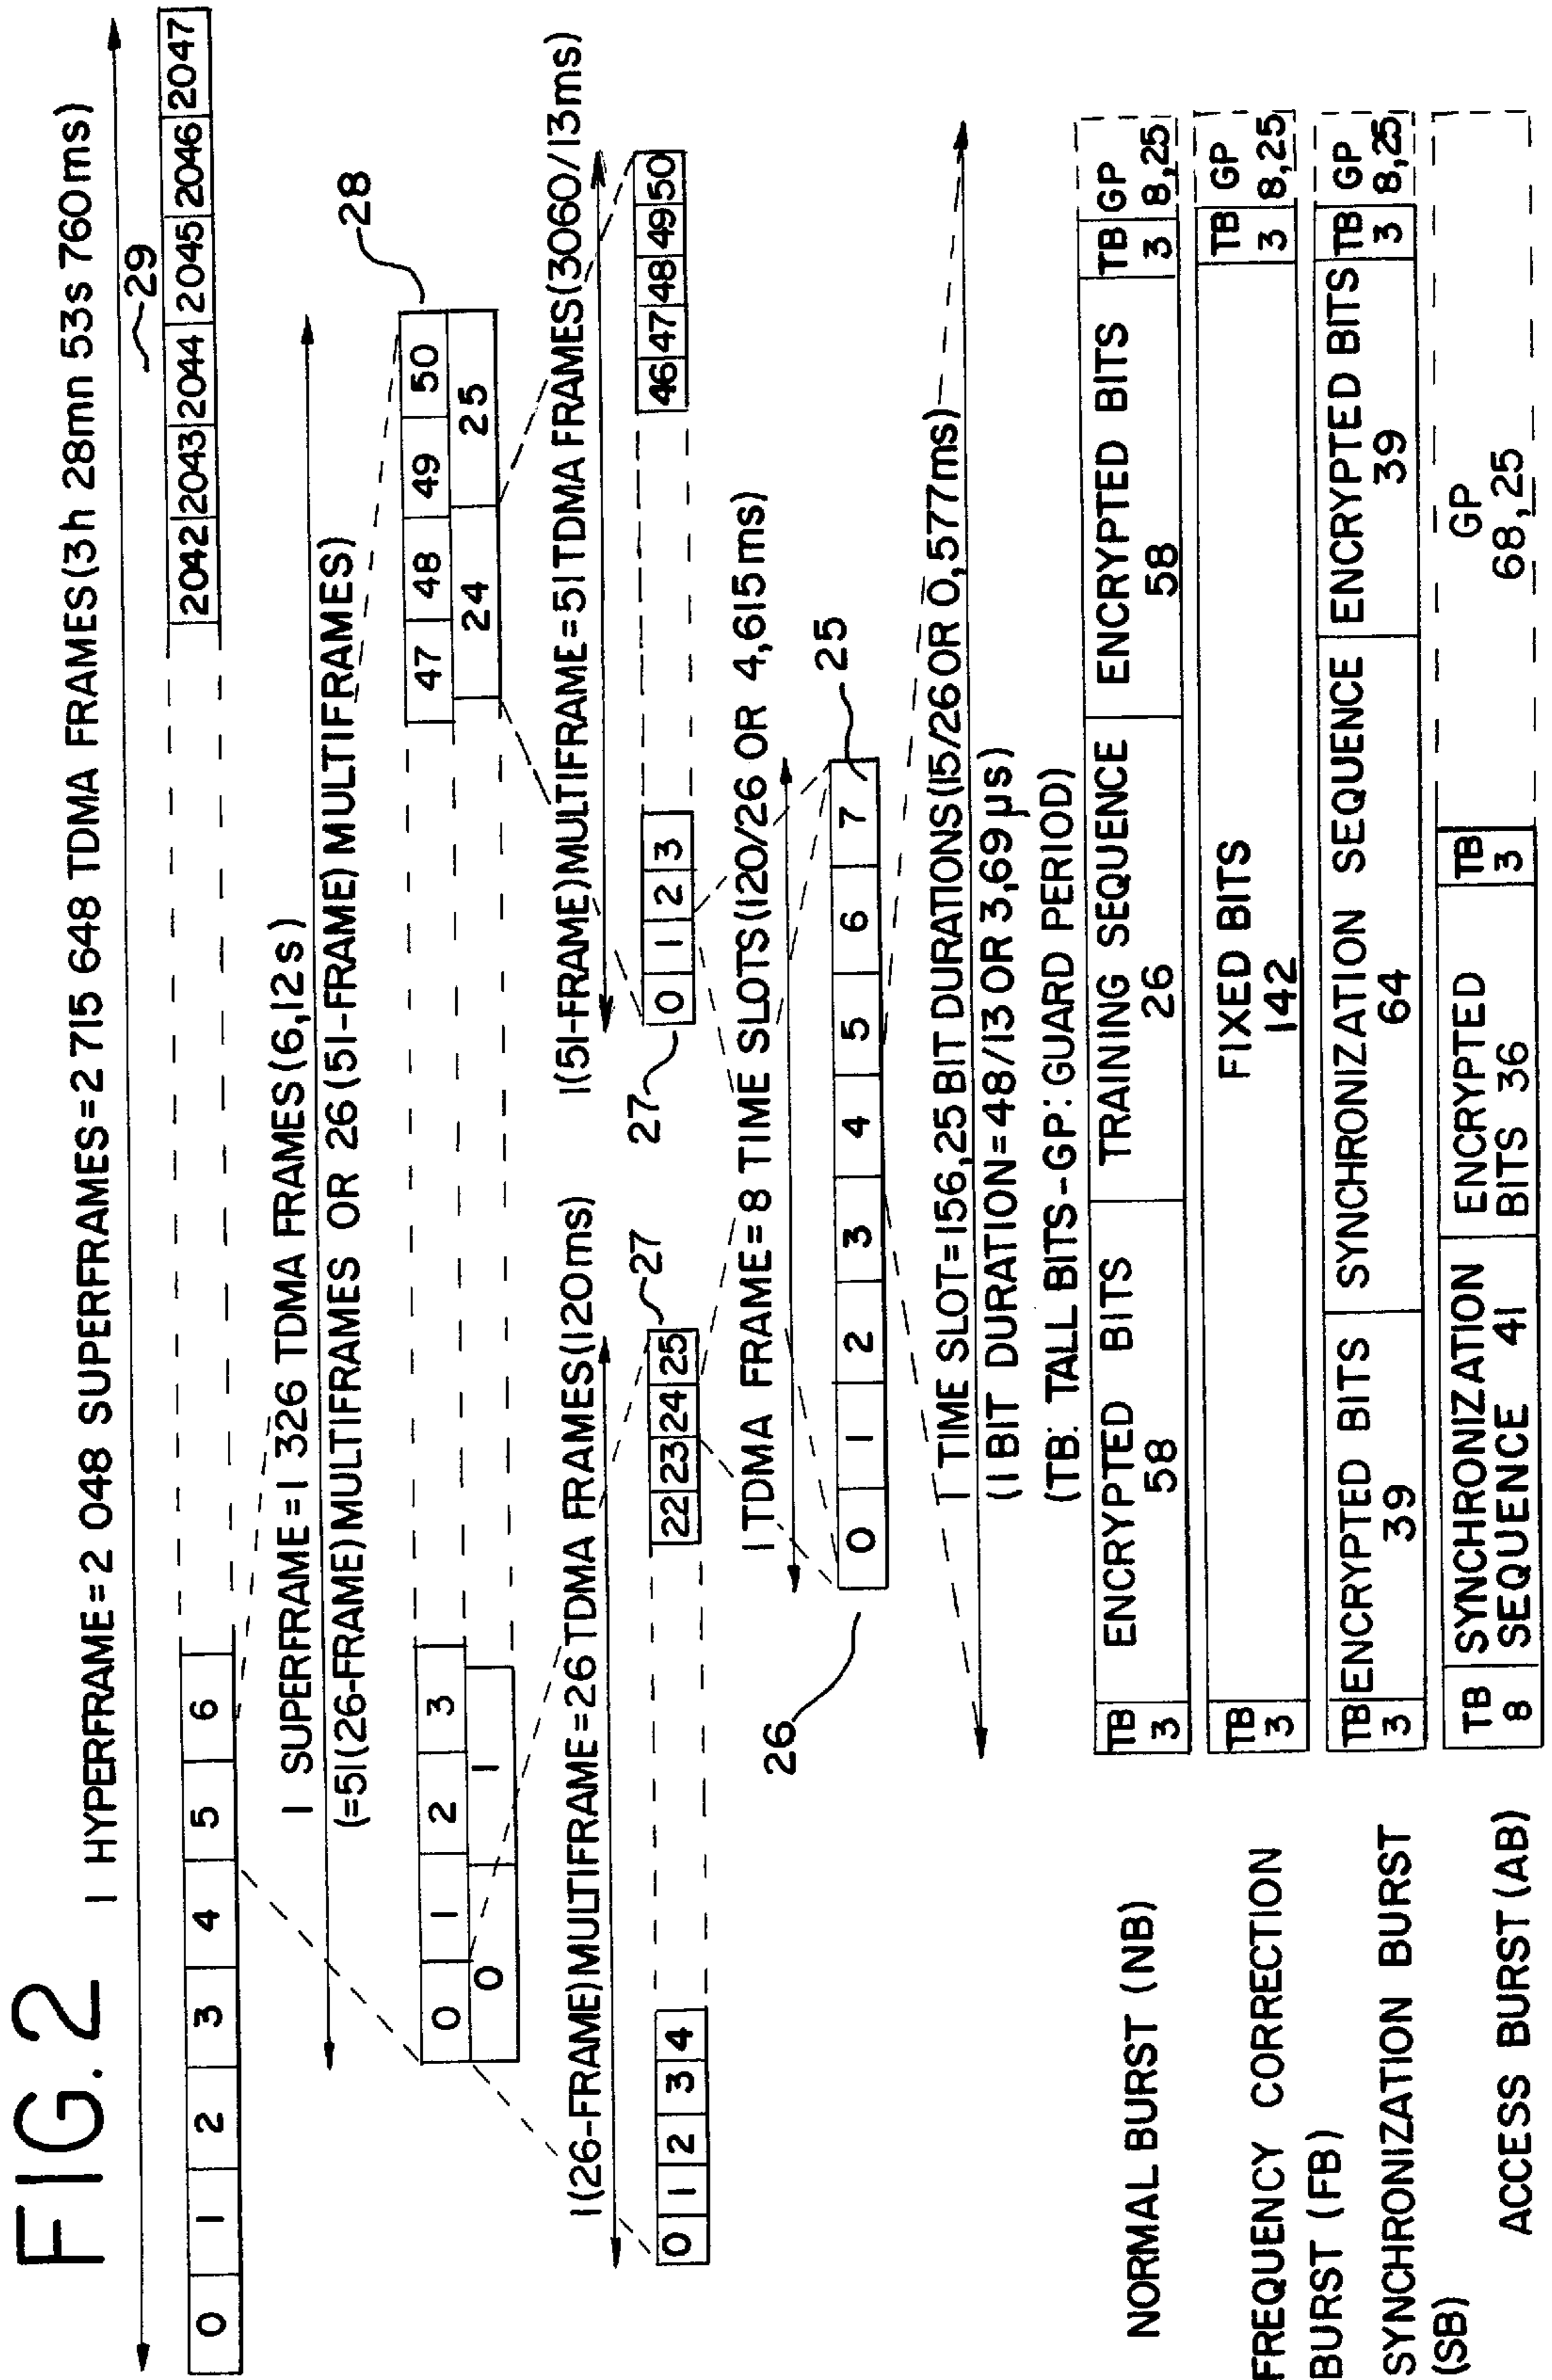 FIG. 2
1 HYPERFRAME = 2 048 SUPERFRAMES = 2 715 648 TDMA FRAMES (3 h 28mn 53s 760ms)
29
0 1 2 3 4 5 6 2042 2043 2044 2045 2046 2047
1 SUPERFRAME = 1 326 TDMA FRAMES (6,12 s)
(=51 (26-FRAME) MULTIFRAMES OR 26 (51-FRAME) MULTIFRAMES)
28
0 1 2 3 47 48 49 50
0 1 24 25
1 (26-FRAME) MULTIFRAME = 26 TDMA FRAMES (120ms)
1 (51-FRAME) MULTIFRAME = 51 TDMA FRAMES (3060/13ms)
27
0 1 2 3 4 22 23 24 25
27
0 1 2 3 46 47 48 49 50
1 TDMA FRAME = 8 TIME SLOTS (120/26 OR 4,615ms)
26
0 1 2 3 4 5 6 7
25
1 TIME SLOT = 156,25 BIT DURATIONS (15/26 OR 0,577ms)
(1 BIT DURATION = 48/13 OR 3,69 µs)
(TB: TALL BITS - GP: GUARD PERIOD)
NORMAL BURST (NB)
TB 3 ENCRYPTED BITS 58 TRAINING SEQUENCE 26 ENCRYPTED BITS 58 TB 3 GP 8,25
FREQUENCY CORRECTION
BURST (FB)
TB 3 FIXED BITS 142 TB 3 GP 8,25
SYNCHRONIZATION BURST
(SB)
TB 3 ENCRYPTED BITS 39 SYNCHRONIZATION SEQUENCE 64 ENCRYPTED BITS 39 TB 3 GP 8,25
ACCESS BURST (AB)
TB 8 SYNCHRONIZATION SEQUENCE 41 ENCRYPTED BITS 36 TB 3 GP 68,25